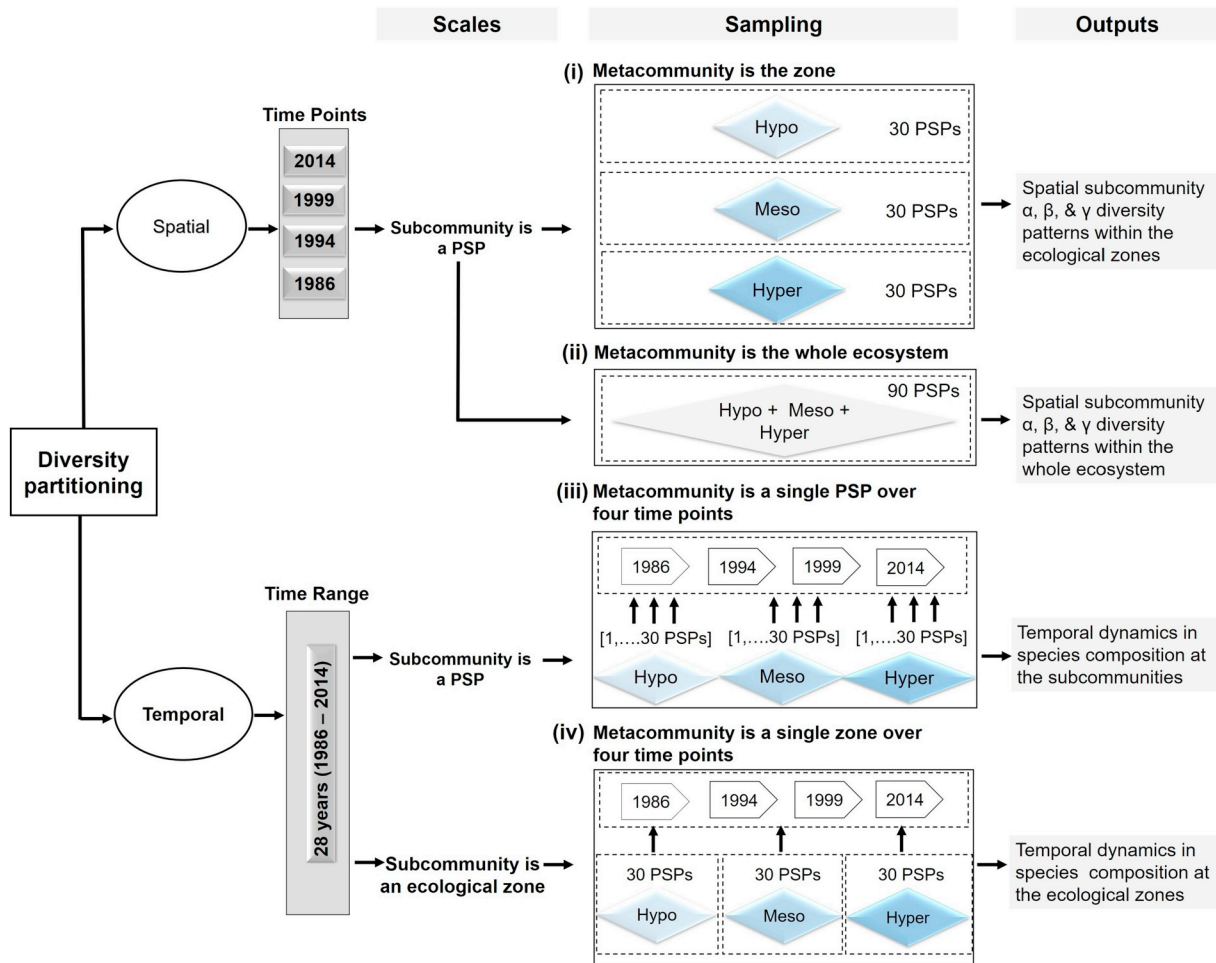 Scales
Sampling
Outputs
Diversity
partitioning
Spatial
Time Points
2014
1999
1994
1986
Subcommunity is
a PSP
(i) Metacommunity is the zone
Hypo
30 PSPs
Meso
30 PSPs
Hyper
30 PSPs
Spatial subcommunity
α, β, & γ diversity
patterns within the
ecological zones
(ii) Metacommunity is the whole ecosystem
90 PSPs
Hypo + Meso +
Hyper
Spatial subcommunity
α, β, & γ diversity
patterns within the
whole ecosystem
Temporal
Time Range
28 years (1986 – 2014)
Subcommunity is
a PSP
(iii) Metacommunity is a single PSP over
four time points
1986
1994
1999
2014
[1,....30 PSPs]
[1,....30 PSPs]
[1,....30 PSPs]
Hypo
Meso
Hyper
Temporal dynamics in
species composition at
the subcommunities
Subcommunity is
an ecological zone
(iv) Metacommunity is a single zone over
four time points
1986
1994
1999
2014
30 PSPs
30 PSPs
30 PSPs
Hypo
Meso
Hyper
Temporal dynamics in
species composition at
the ecological zones